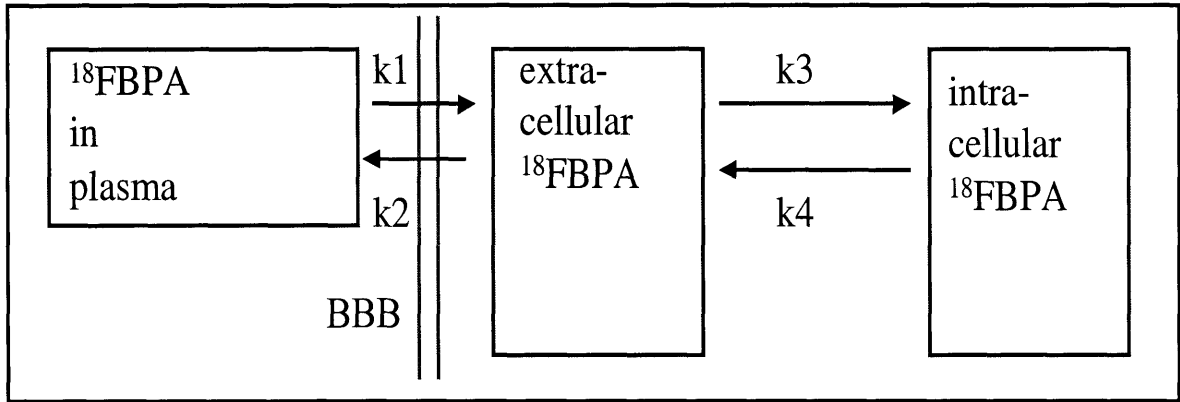 ¹⁸FBPA
in
plasma
k1
k2
BBB
extra-
cellular
¹⁸FBPA
k3
k4
intra-
cellular
¹⁸FBPA